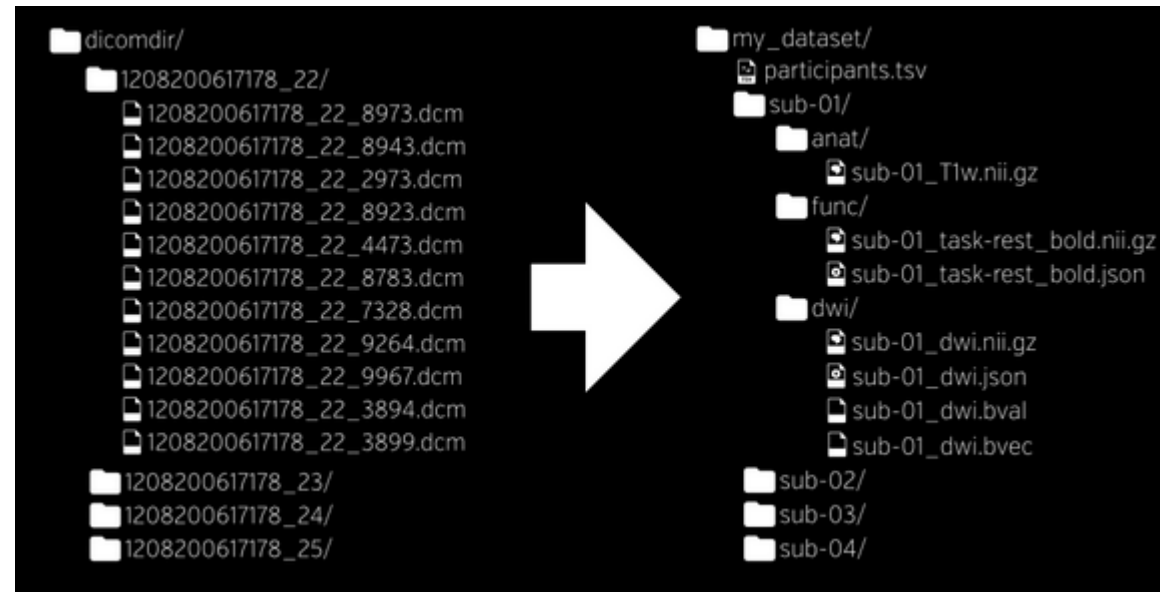 dicomdir/
1208200617178_22/
1208200617178_22_8973.dcm
1208200617178_22_8943.dcm
1208200617178_22_2973.dcm
1208200617178_22_8923.dcm
1208200617178_22_4473.dcm
1208200617178_22_8783.dcm
1208200617178_22_7328.dcm
1208200617178_22_9264.dcm
1208200617178_22_9967.dcm
1208200617178_22_3894.dcm
1208200617178_22_3899.dcm
1208200617178_23/
1208200617178_24/
1208200617178_25/
my_dataset/
participants.tsv
sub-01/
anat/
sub-01_T1w.nii.gz
func/
sub-01_task-rest_bold.nii.gz
sub-01_task-rest_bold.json
dwi/
sub-01_dwi.nii.gz
sub-01_dwi.json
sub-01_dwi.bval
sub-01_dwi.bvec
sub-02/
sub-03/
sub-04/